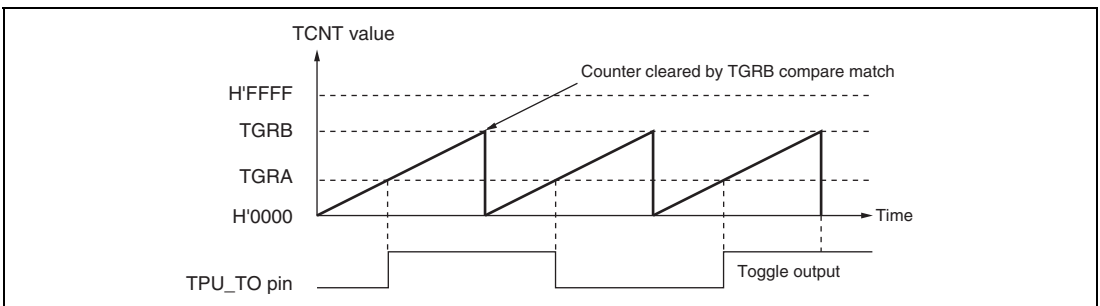 TCNT value
Counter cleared by TGRB compare match
H'FFFF
TGRB
TGRA
H'0000
Time
Toggle output
TPU_TO pin